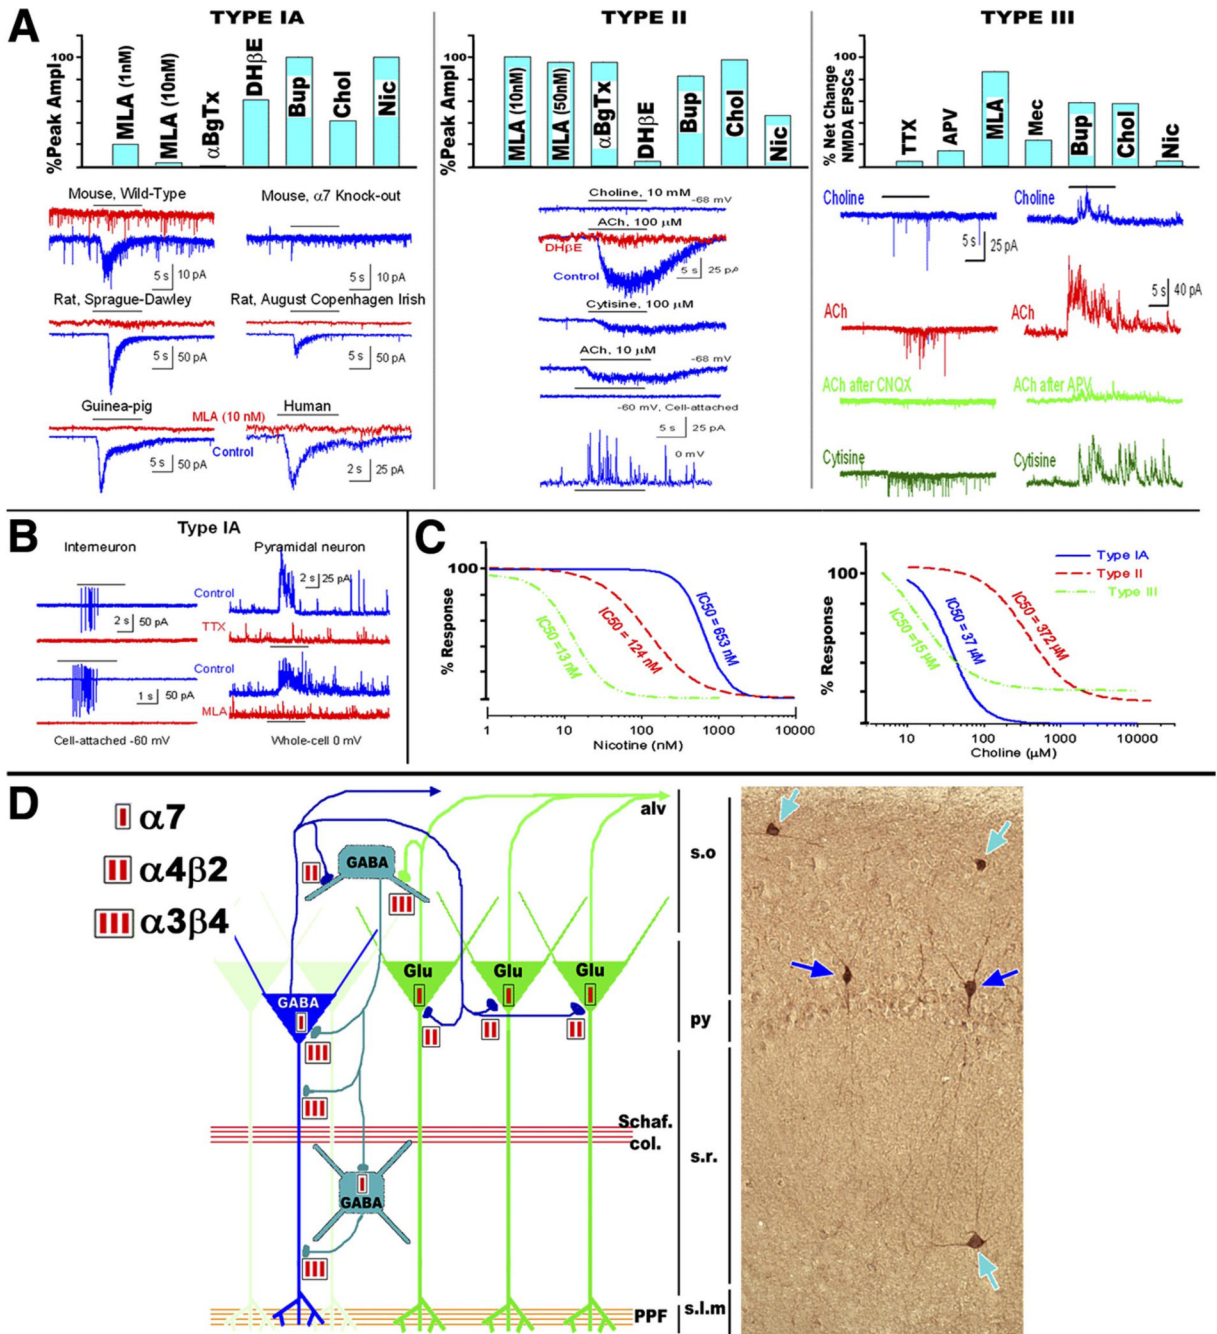 A
TYPE IA
%Peak Ampl
100
MLA (1nM)
MLA (10nM)
αBgTx
DHβE
Bup
Chol
Nic
Mouse, Wild-Type
Mouse, α7 Knock-out
5 s 10 pA
5 s 10 pA
Rat, Sprague-Dawley
Rat, August Copenhagen Irish
5 s 50 pA
5 s 50 pA
Guinea-pig
MLA (10 nM)
Human
Control
5 s 50 pA
2 s 25 pA
TYPE II
%Peak Ampl
100
MLA (10nM)
MLA (50nM)
αBgTx
DHβE
Bup
Chol
Nic
Choline, 10 mM
-68 mV
ACh, 100 µM
DHβE
Control
5 s 25 pA
Cytisine, 100 µM
ACh, 10 µM
-68 mV
-60 mV, Cell-attached
5 s 25 pA
0 mV
TYPE III
% Net Change
NMDA EPSCs
100
TTX
APV
MLA
Mec
Bup
Chol
Nic
Choline
Choline
5 s 25 pA
ACh
ACh
5 s 40 pA
ACh after CNQX
ACh after APV
Cytisine
Cytisine
B
Type IA
Interneuron
Pyramidal neuron
2 s 50 pA
Control
2 s 25 pA
TTX
Control
1 s 50 pA
MLA
Cell-attached -60 mV
Whole-cell 0 mV
C
% Response
100
IC50 =13 nM
IC50 = 124 nM
IC50 = 653 nM
1 10 100 1000 10000
Nicotine (nM)
% Response
100
IC50 =15 µM
IC50 = 37 µM
IC50 = 372 µM
Type IA
Type II
Type III
10 100 1000 10000
Choline (µM)
D
I α7
II α4β2
III α3β4
alv
II
GABA
III
GABA
I
Glu
I
Glu
I
Glu
I
III
II
II
II
III
Schaf.
col.
I
GABA
III
PPF
s.o
py
s.r.
s.l.m